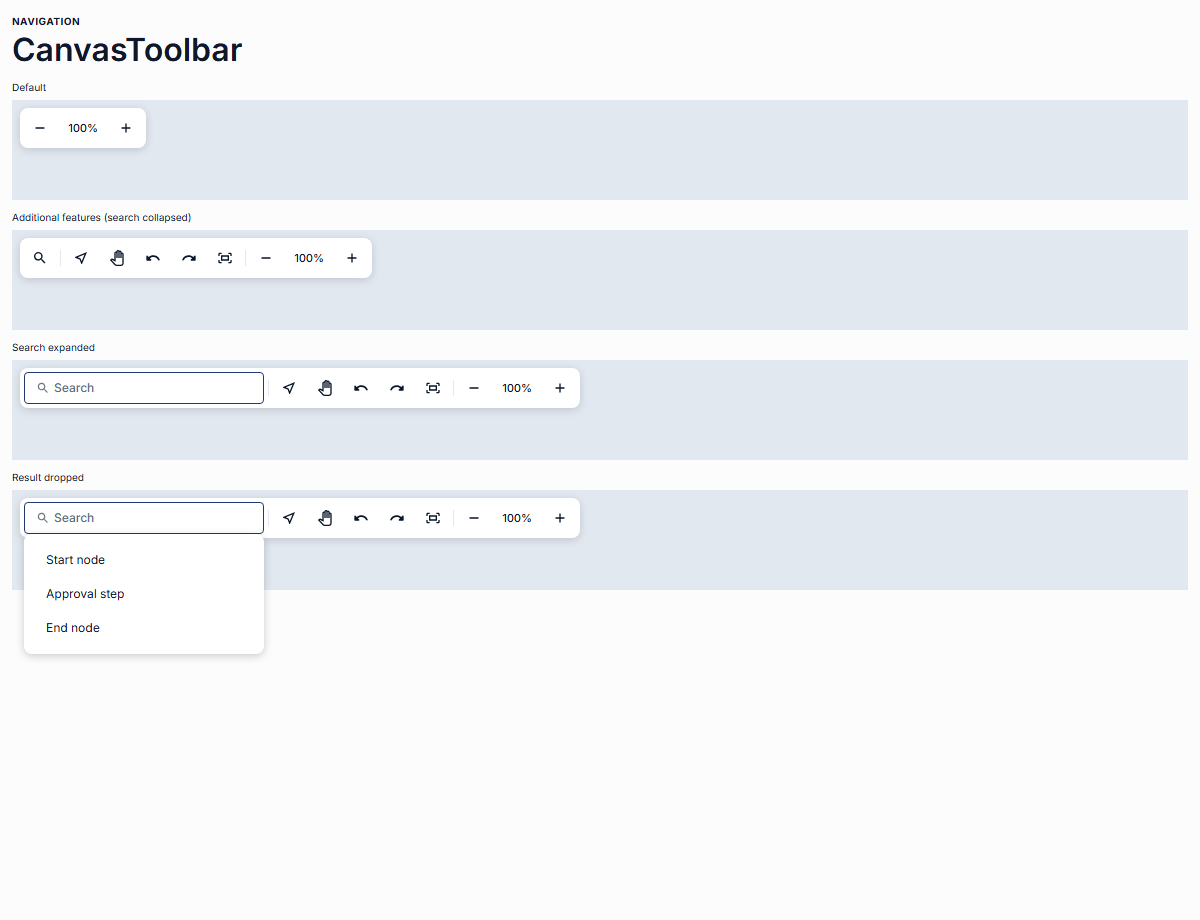 NAVIGATION
CanvasToolbar
Default
100%
Additional features (search collapsed)
100%
Search expanded
Search 100%
Result dropped
Search 100%
Start node
Approval step
End node